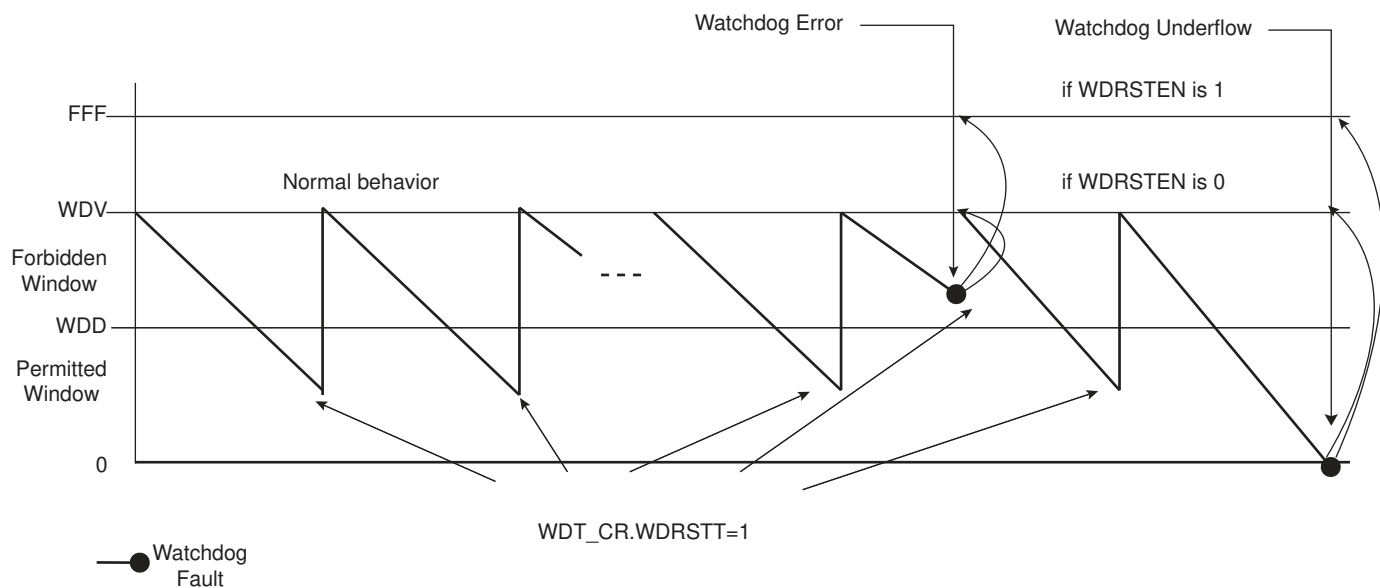 Watchdog Error
Watchdog Underflow
if WDRSTEN is 1
FFF
Normal behavior
if WDRSTEN is 0
WDV
Forbidden
Window
WDD
Permitted
Window
0
WDT_CR.WDRSTT=1
Watchdog
Fault